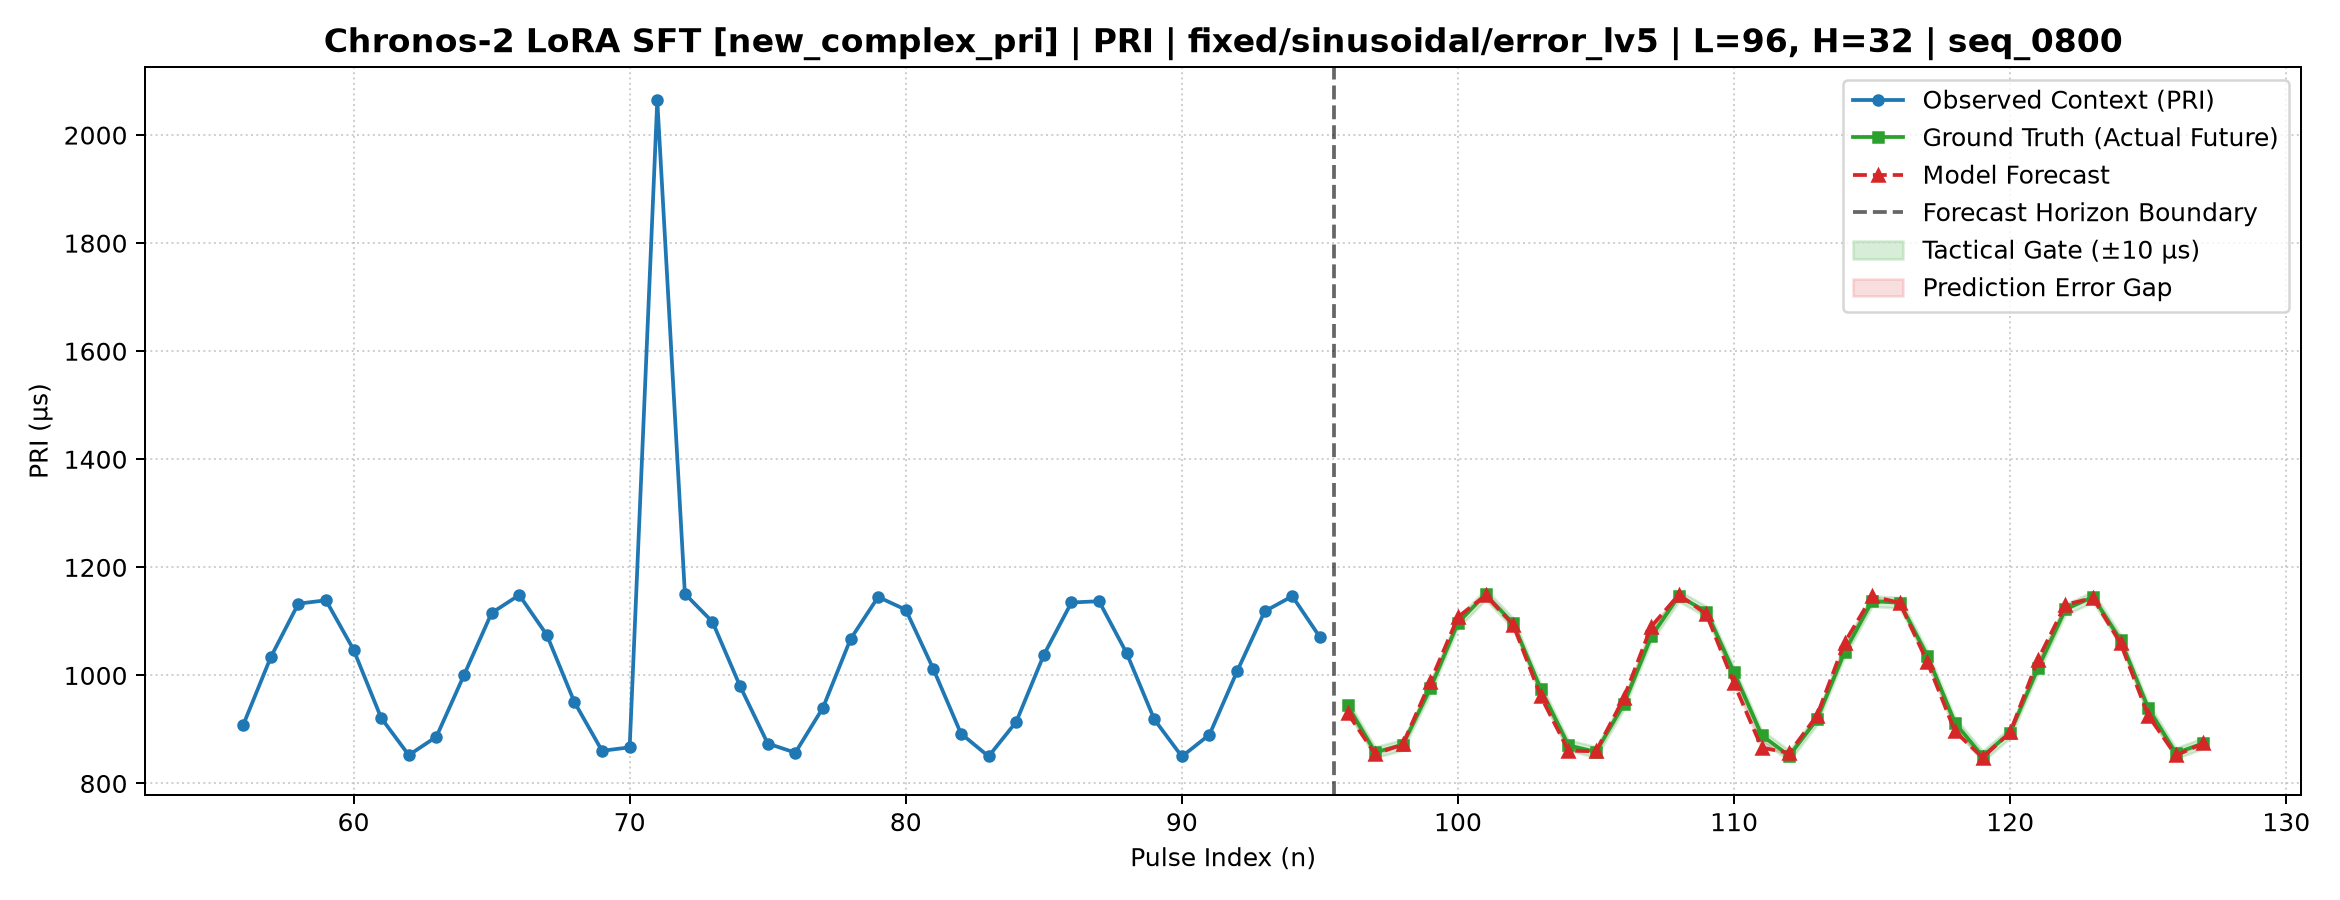 Chronos-2 LoRA SFT [new_complex_pri] | PRI | fixed/sinusoidal/error_lv5 | L=96, H=32 | seq_0800
Observed Context (PRI)
Ground Truth (Actual Future)
Model Forecast
Forecast Horizon Boundary
Tactical Gate (±10 µs)
Prediction Error Gap
PRI (µs)
2000
1800
1600
1400
1200
1000
800
60 70 80 90 100 110 120 130
Pulse Index (n)